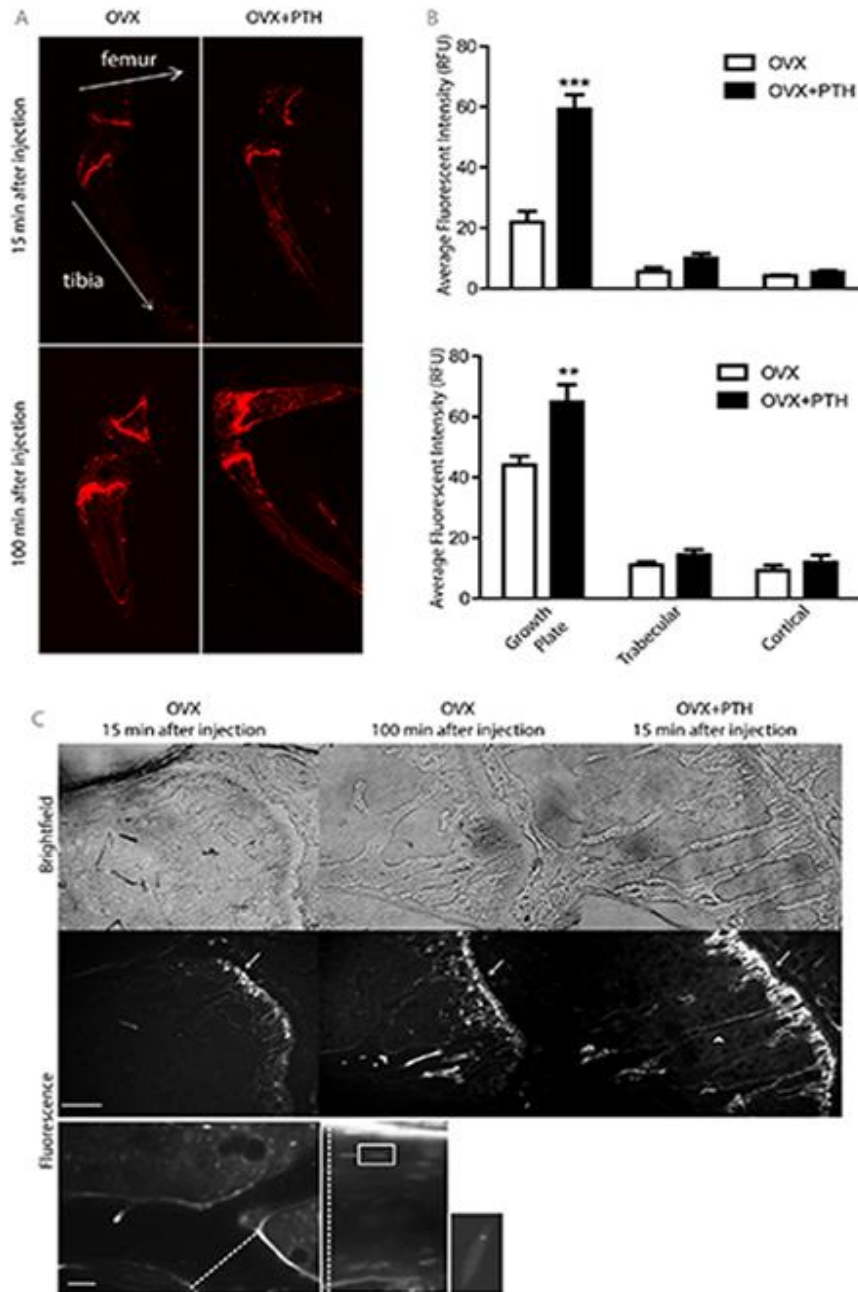 A
OVX
OVX+PTH
15 min after injection
femur
tibia
100 min after injection
B
Average Fluorescent Intensity (RFU)
80
60
40
20
0
***
OVX
OVX+PTH
Average Fluorescent Intensity (RFU)
80
60
40
20
0
**
OVX
OVX+PTH
Growth
Plate
Trabecular
Cortical
C
OVX
15 min after injection
OVX
100 min after injection
OVX+PTH
15 min after injection
Brightfield
Fluorescence